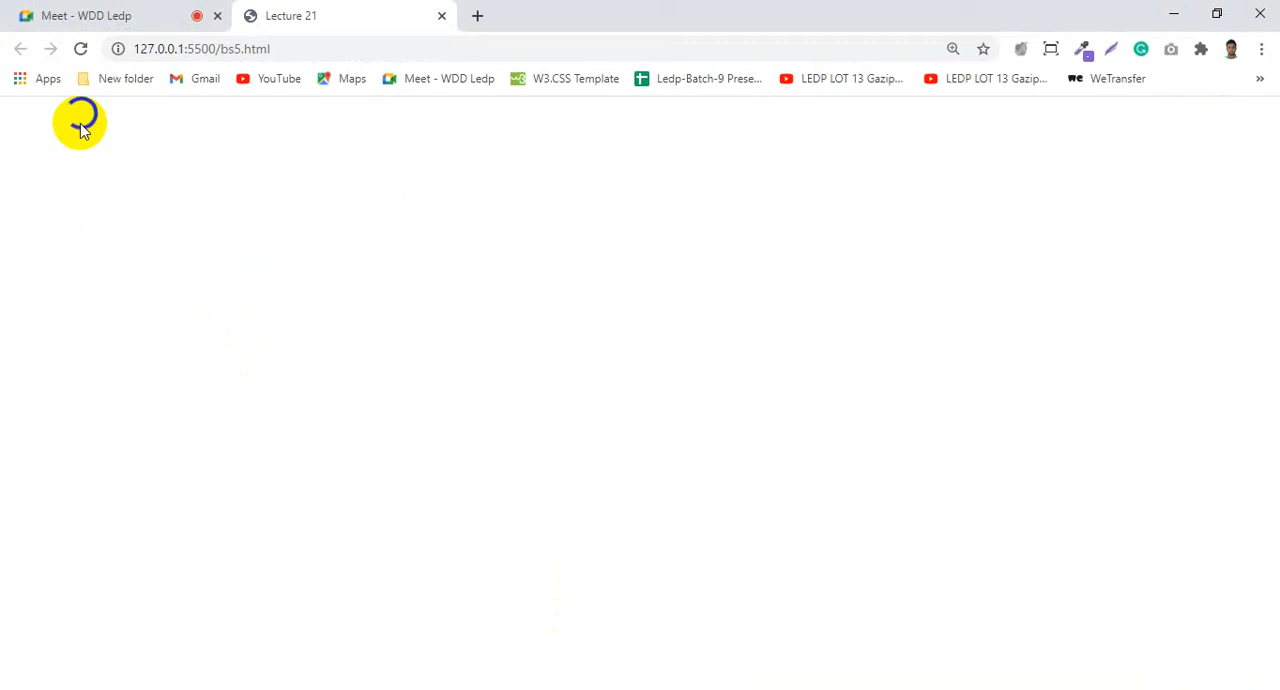 Meet - WDD Ledp
Lecture 21
127.0.0.1:5500/bs5.html
Apps New folder Gmail YouTube Maps Meet - WDD Ledp W3.CSS Template Ledp-Batch-9 Prese... LEDP LOT 13 Gazip... LEDP LOT 13 Gazip... WeTransfer »